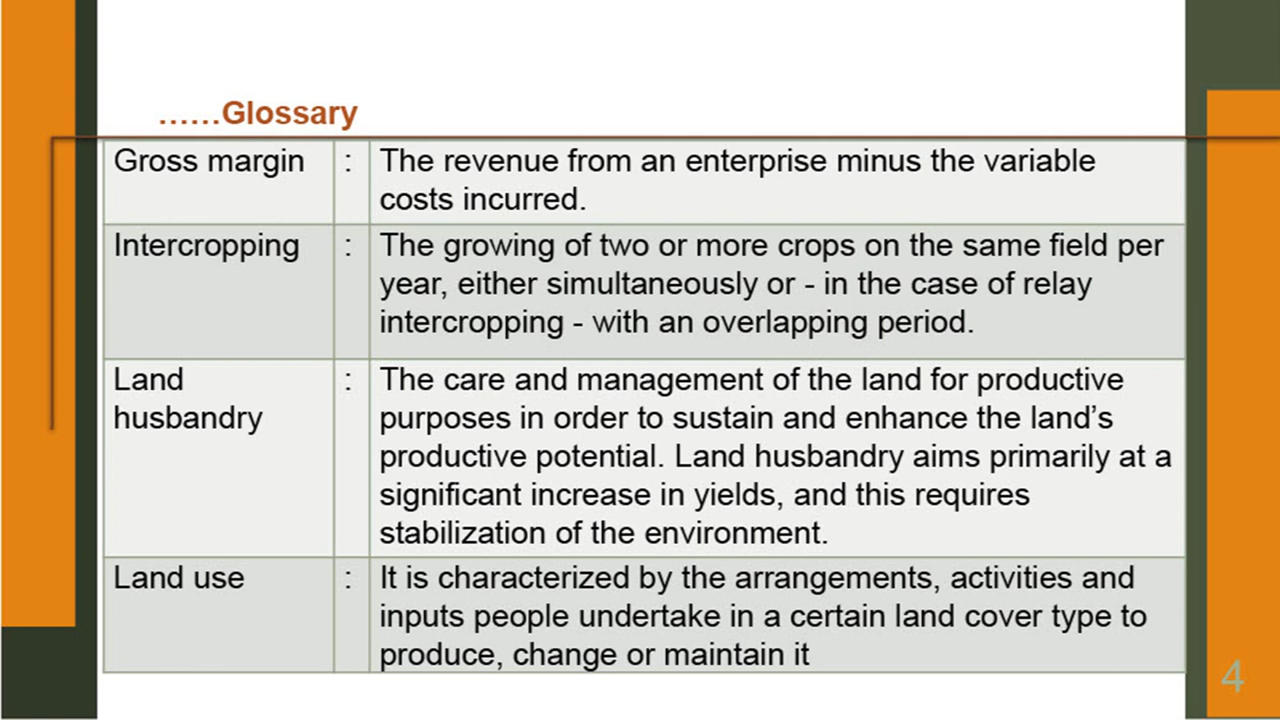 ......Glossary
Gross margin : The revenue from an enterprise minus the variable
costs incurred.
Intercropping : The growing of two or more crops on the same field per
year, either simultaneously or - in the case of relay
intercropping - with an overlapping period.
Land : The care and management of the land for productive
husbandry purposes in order to sustain and enhance the land’s
productive potential. Land husbandry aims primarily at a
significant increase in yields, and this requires
stabilization of the environment.
Land use : It is characterized by the arrangements, activities and
inputs people undertake in a certain land cover type to
produce, change or maintain it
4